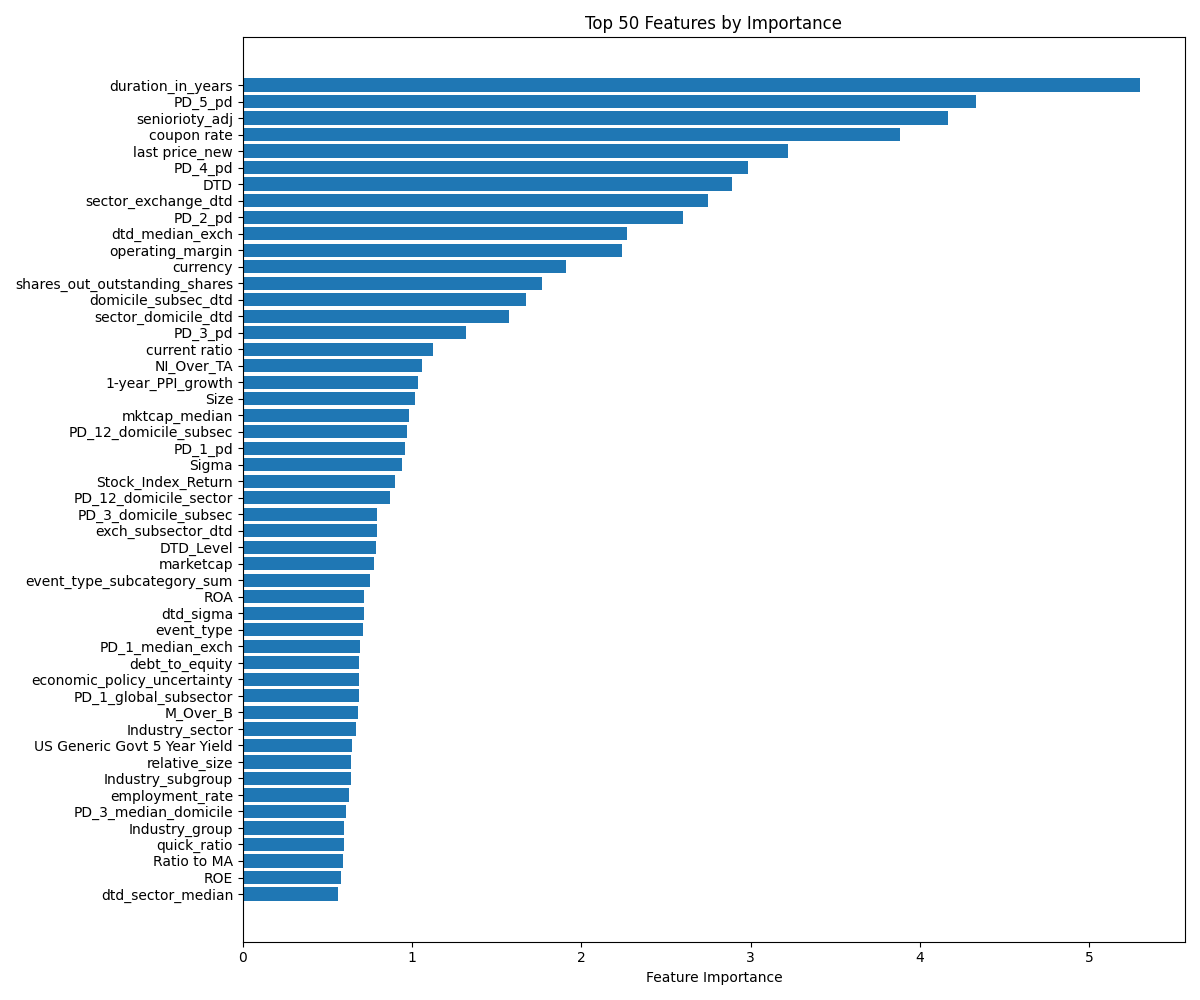 Top 50 Features by Importance
duration_in_years
PD_5_pd
seniorioty_adj
coupon rate
last price_new
PD_4_pd
DTD
sector_exchange_dtd
PD_2_pd
dtd_median_exch
operating_margin
currency
shares_out_outstanding_shares
domicile_subsec_dtd
sector_domicile_dtd
PD_3_pd
current ratio
NI_Over_TA
1-year_PPI_growth
Size
mktcap_median
PD_12_domicile_subsec
PD_1_pd
Sigma
Stock_Index_Return
PD_12_domicile_sector
PD_3_domicile_subsec
exch_subsector_dtd
DTD_Level
marketcap
event_type_subcategory_sum
ROA
dtd_sigma
event_type
PD_1_median_exch
debt_to_equity
economic_policy_uncertainty
PD_1_global_subsector
M_Over_B
Industry_sector
US Generic Govt 5 Year Yield
relative_size
Industry_subgroup
employment_rate
PD_3_median_domicile
Industry_group
quick_ratio
Ratio to MA
ROE
dtd_sector_median
0 1 2 3 4 5
Feature Importance